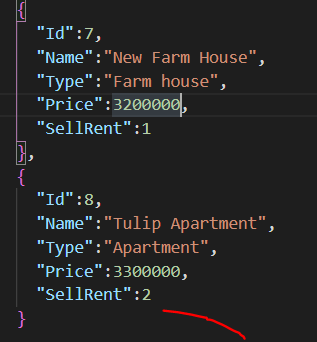 {
"Id":7,
"Name":"New Farm House",
"Type":"Farm house",
"Price":3200000,
"SellRent":1
},
{
"Id":8,
"Name":"Tulip Apartment",
"Type":"Apartment",
"Price":3300000,
"SellRent":2
}